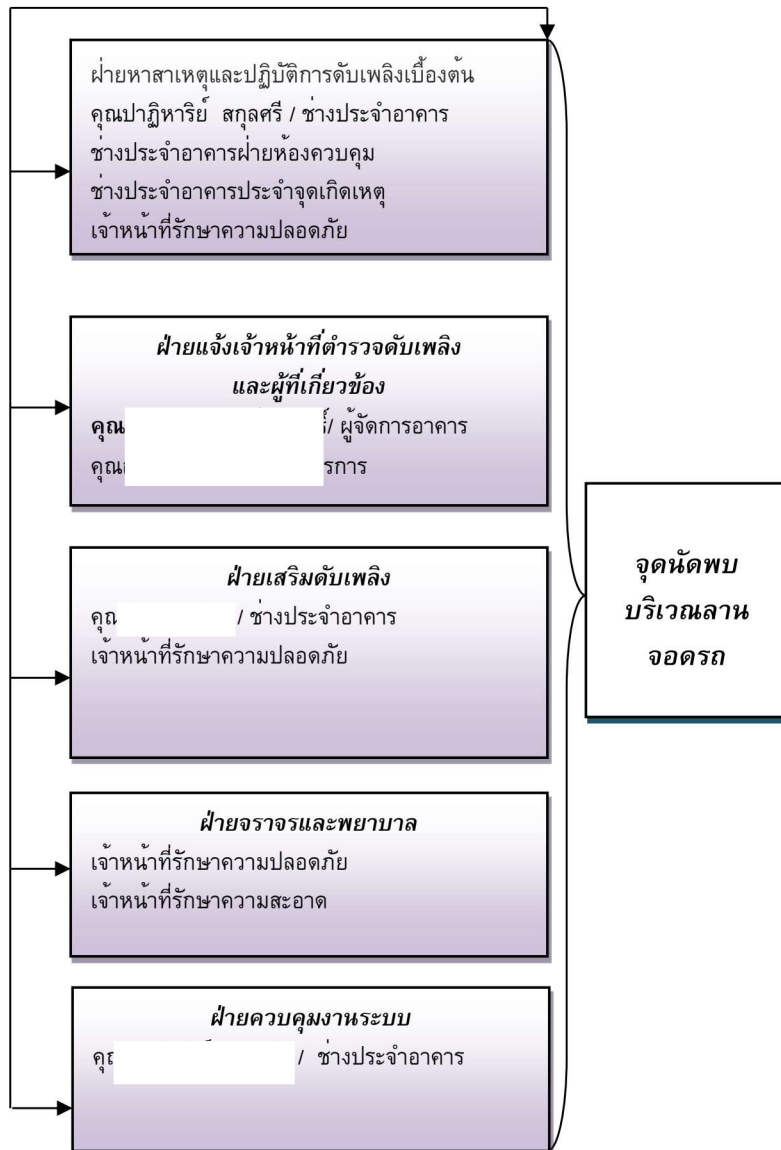 ฝ่ายหาสาเหตุและปฏิบัติการดับเพลิงเบื้องต้น
คุณปาฏิหาริย์ สกุลศรี / ช่างประจำอาคาร
ช่างประจำอาคารฝ่ายห้องควบคุม
ช่างประจำอาคารประจำจุดเกิดเหตุ
เจ้าหน้าที่รักษาความปลอดภัย
ฝ่ายแจ้งเจ้าหน้าที่ตำรวจดับเพลิง
และผู้ที่เกี่ยวข้อง
คุณ / ผู้จัดการอาคาร
คุณ รการ
ฝ่ายเสริมดับเพลิง
คุณ / ช่างประจำอาคาร
เจ้าหน้าที่รักษาความปลอดภัย
ฝ่ายจราจรและพยาบาล
เจ้าหน้าที่รักษาความปลอดภัย
เจ้าหน้าที่รักษาความสะอาด
ฝ่ายควบคุมงานระบบ
คุณ / ช่างประจำอาคาร
จุดนัดพบ
บริเวณลาน
จอดรถ